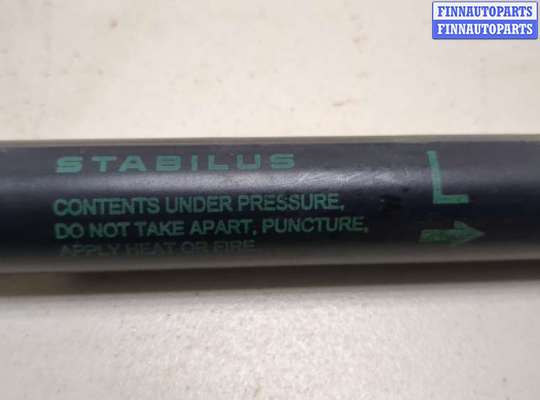 FINNAUTOPARTS
FINNAUTOPARTS
STABILUS
L
CONTENTS UNDER PRESSURE,
DO NOT TAKE APART, PUNCTURE,
APPLY HEAT OR FIRE